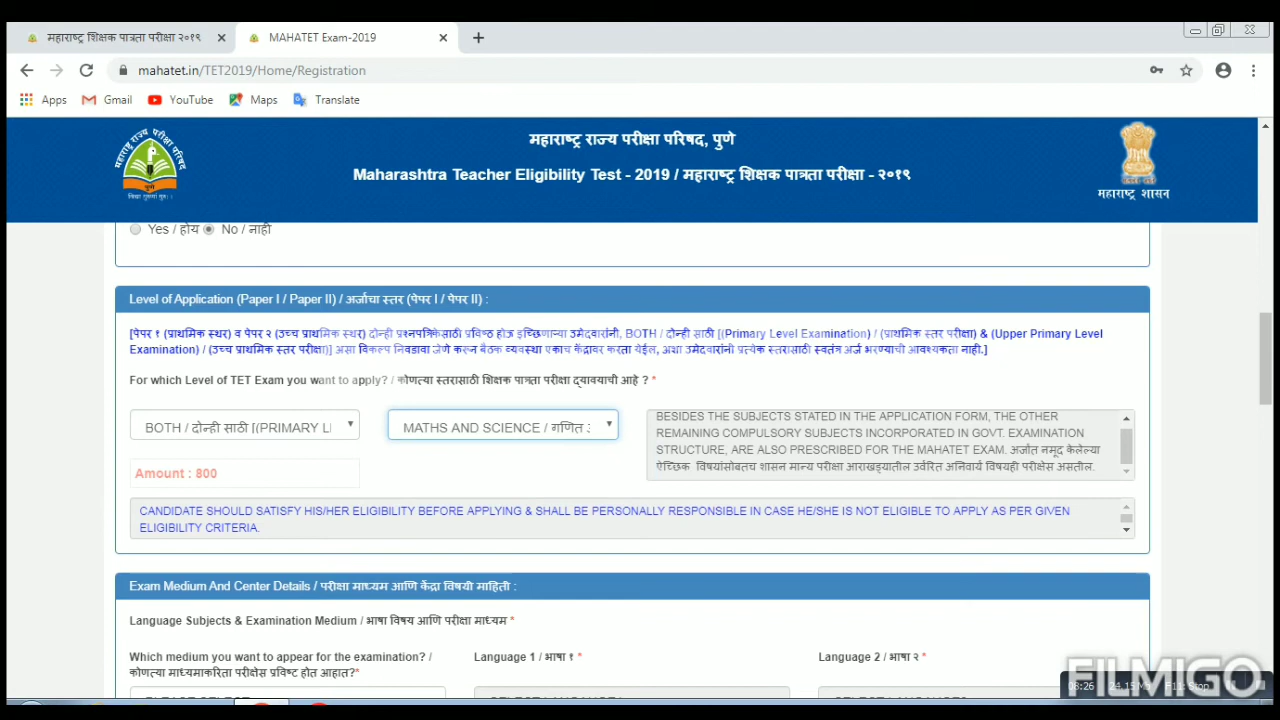 महाराष्ट्र शिक्षक पात्रता परीक्षा २०१९
MAHATET Exam-2019
mahatet.in/TET2019/Home/Registration
Apps Gmail YouTube Maps Translate
महाराष्ट्र राज्य परीक्षा परिषद, पुणे
Maharashtra Teacher Eligibility Test - 2019 / महाराष्ट्र शिक्षक पात्रता परीक्षा - २०१९
महाराष्ट्र राज्य परीक्षा परिषद
पुणे
महाराष्ट्र शासन
Yes / होय No / नाही
Level of Application (Paper I / Paper II) / अर्जाचा स्तर (पेपर I / पेपर II) :
[पेपर १ (प्राथमिक स्थर) व पेपर २ (उच्च प्राथमिक स्थर) दोन्ही प्रश्नपत्रिकेसाठी प्रविष्ठ होऊ इच्छिणाऱ्या उमेदवारांनी, BOTH / दोन्ही साठी [(Primary Level Examination) / (प्राथमिक स्तर परीक्षा) & (Upper Primary Level
Examination) / (उच्च प्राथमिक स्तर परीक्षा)] असा विकल्प निवडावा जेणे करून बैठक व्यवस्था एकाच केंद्रावर करता येईल, अशा उमेदवारांनी प्रत्येक स्तरासाठी स्वतंत्र अर्ज भरण्याची आवश्यकता नाही.]
For which Level of TET Exam you want to apply? / कोणत्या स्तरासाठी शिक्षक पात्रता परीक्षा द्यावयाची आहे ? *
BOTH / दोन्ही साठी [(PRIMARY LI
MATHS AND SCIENCE / गणित
BESIDES THE SUBJECTS STATED IN THE APPLICATION FORM, THE OTHER
REMAINING COMPULSORY SUBJECTS INCORPORATED IN GOVT. EXAMINATION
STRUCTURE, ARE ALSO PRESCRIBED FOR THE MAHATET EXAM. अर्जात नमूद केलेल्या
ऐच्छिक विषयांसोबतच शासन मान्य परीक्षा आराखड्यातील उर्वरित अनिवार्य विषयही परीक्षेस असतील.
Amount : 800
CANDIDATE SHOULD SATISFY HIS/HER ELIGIBILITY BEFORE APPLYING & SHALL BE PERSONALLY RESPONSIBLE IN CASE HE/SHE IS NOT ELIGIBLE TO APPLY AS PER GIVEN
ELIGIBILITY CRITERIA.
Exam Medium And Center Details / परीक्षा माध्यम आणि केंद्रा विषयी माहिती :
Language Subjects & Examination Medium / भाषा विषय आणि परीक्षा माध्यम *
Which medium you want to appear for the examination? /
कोणत्या माध्यमाकरिता परीक्षेस प्रविष्ट होत आहात?*
Language 1 / भाषा १ *
Language 2 / भाषा २ *
FILMIGO
08:26 F11: Stop